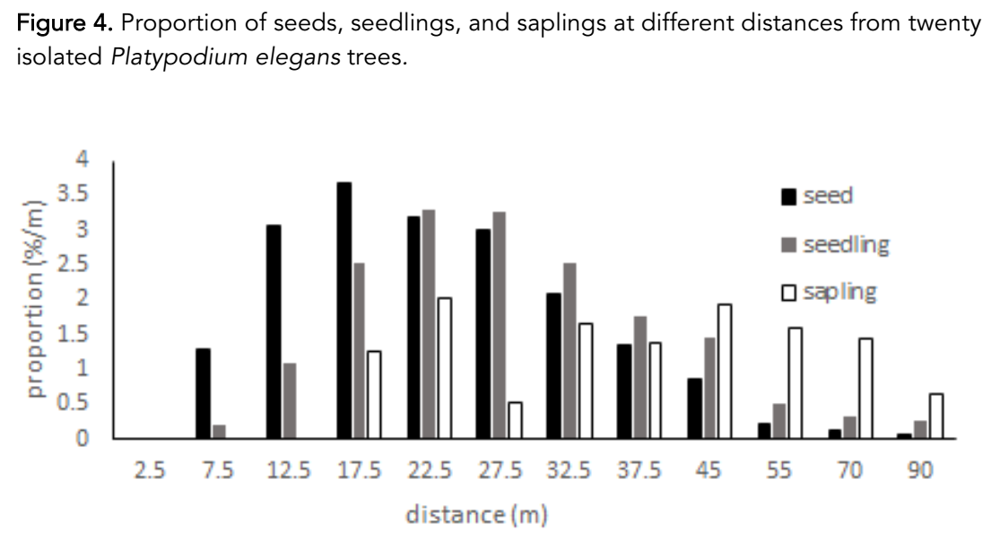 Figure 4. Proportion of seeds, seedlings, and saplings at different distances from twenty
isolated Platypodium elegans trees.
4
3.5
3
2.5
2
1.5
1
0.5
0
proportion (%/m)
seed
seedling
sapling
2.5 7.5 12.5 17.5 22.5 27.5 32.5 37.5 45 55 70 90
distance (m)